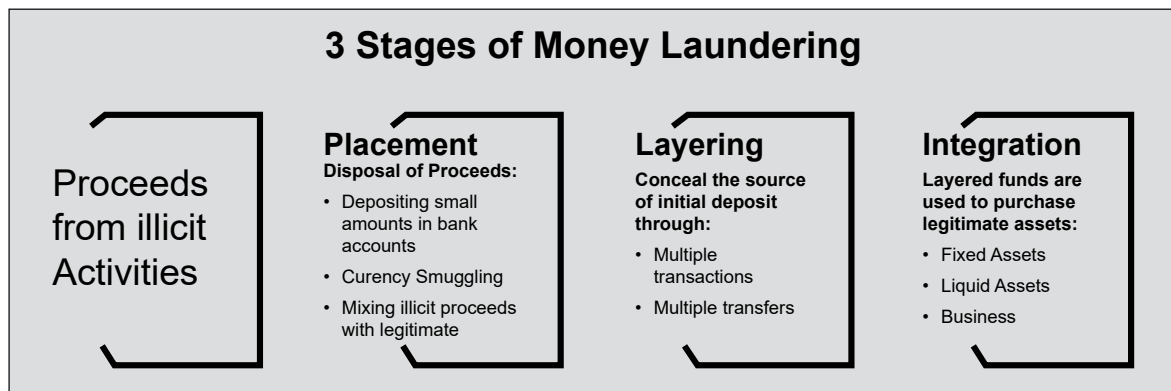 3 Stages of Money Laundering
Proceeds
from illicit
Activities
Placement
Disposal of Proceeds:
• Depositing small
amounts in bank
accounts
• Curency Smuggling
• Mixing illicit proceeds
with legitimate
Layering
Conceal the source
of initial deposit
through:
• Multiple
transactions
• Multiple transfers
Integration
Layered funds are
used to purchase
legitimate assets:
• Fixed Assets
• Liquid Assets
• Business